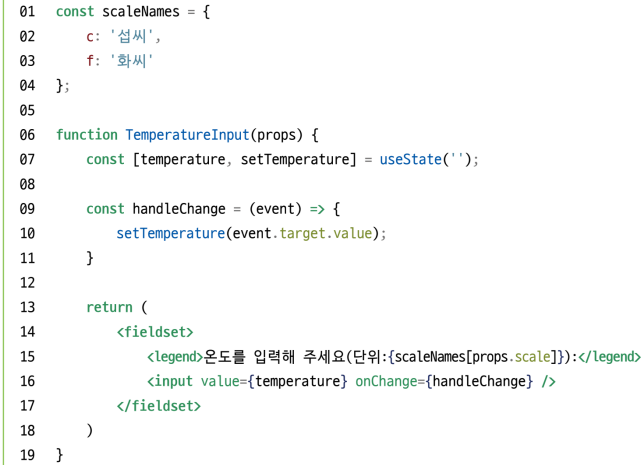 01 const scaleNames = {
02     c: '섭씨',
03     f: '화씨'
04 };
05
06 function TemperatureInput(props) {
07     const [temperature, setTemperature] = useState('');
08
09     const handleChange = (event) => {
10         setTemperature(event.target.value);
11     }
12
13     return (
14         <fieldset>
15             <legend>온도를 입력해 주세요(단위:{scaleNames[props.scale]}):</legend>
16             <input value={temperature} onChange={handleChange} />
17         </fieldset>
18     )
19 }